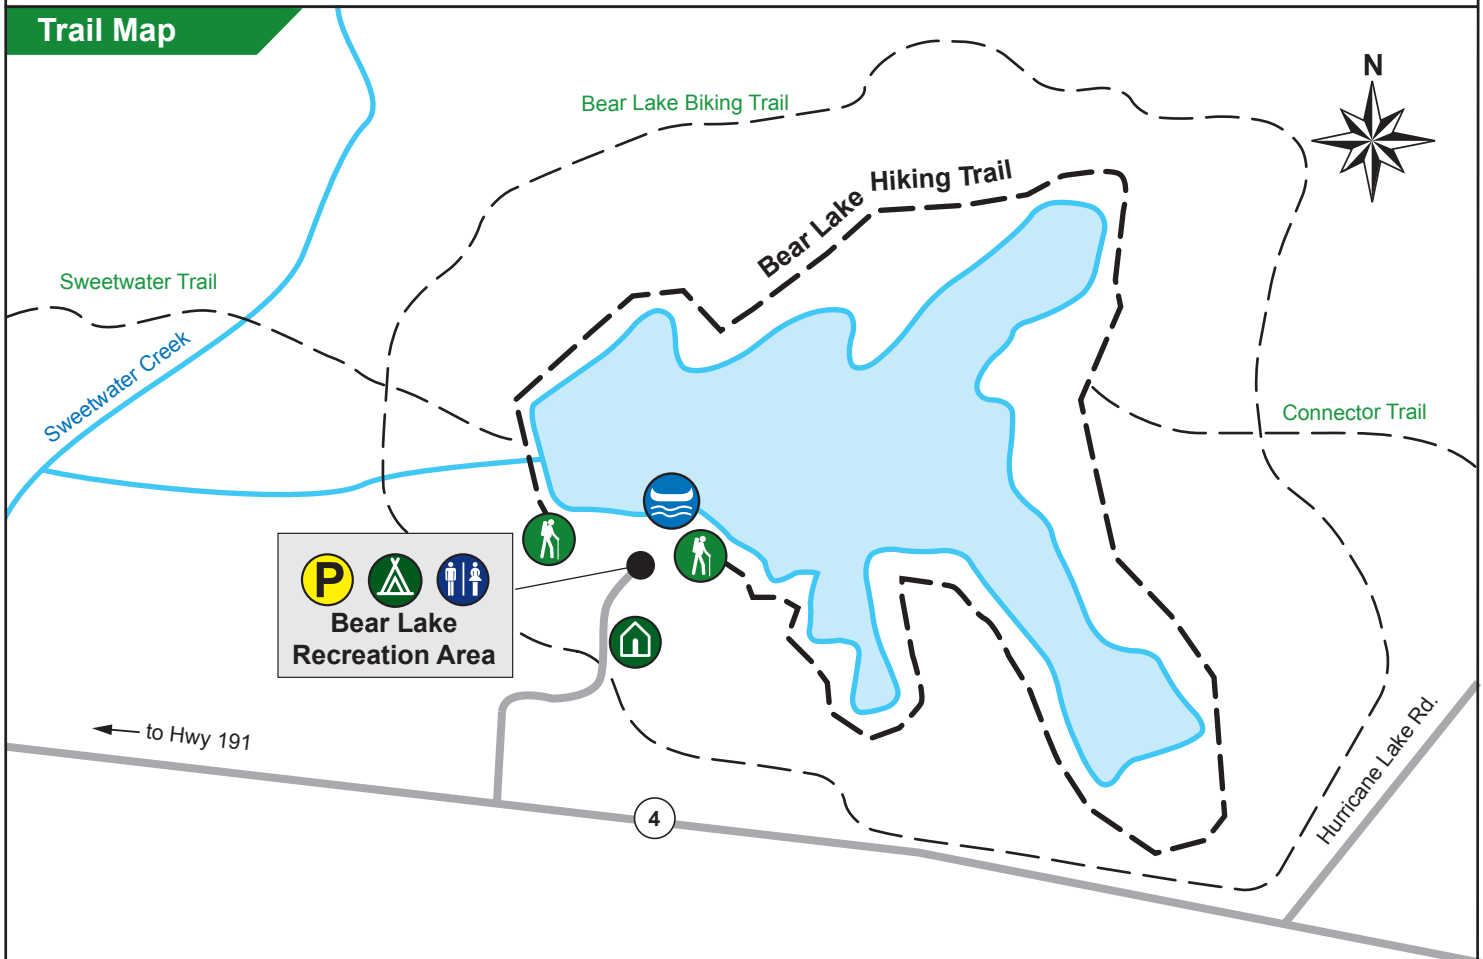 Trail Map
N
Bear Lake Biking Trail
Bear Lake Hiking Trail
Sweetwater Trail
Sweetwater Creek
Connector Trail
P
Bear Lake
Recreation Area
to Hwy 191
4
Hurricane Lake Rd.